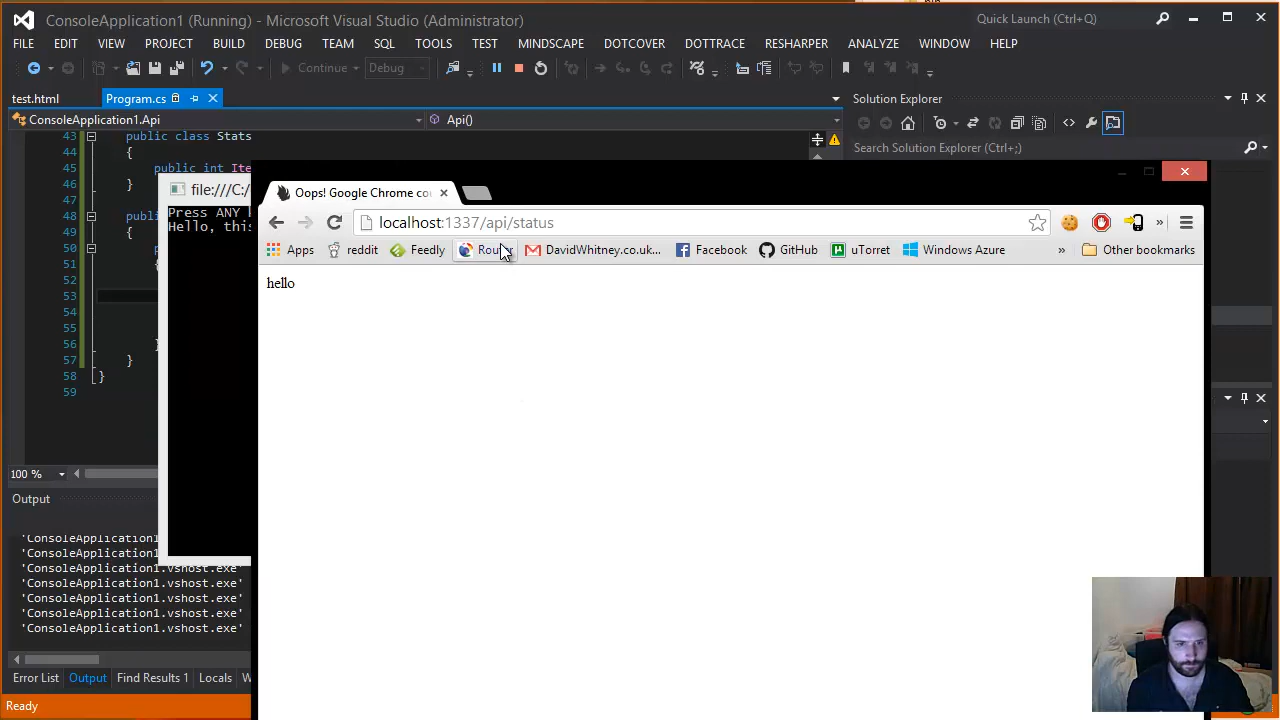 ConsoleApplication1 (Running) - Microsoft Visual Studio (Administrator)
Quick Launch (Ctrl+Q)
FILE EDIT VIEW PROJECT BUILD DEBUG TEAM SQL TOOLS TEST MINDSCAPE DOTCOVER DOTTRACE RESHARPER ANALYZE WINDOW HELP
Continue Debug
test.html Program.cs
Solution Explorer
ConsoleApplication1.Api Api()
Search Solution Explorer (Ctrl+;)
43 public class Stats
44 {
45 public int Ite
46 }
47
48 publi
49 {
50
51
52
53
54
55
56
57 }
58 }
59
file:///C:/
Press ANY
Hello, this
Oops! Google Chrome co
localhost:1337/api/status
Apps reddit Feedly Router DavidWhitney.co.uk... Facebook GitHub uTorret Windows Azure » Other bookmarks
hello
100 %
Output
'ConsoleApplication1.vshost.exe'
'ConsoleApplication1.vshost.exe'
'ConsoleApplication1.vshost.exe'
'ConsoleApplication1.vshost.exe'
'ConsoleApplication1.vshost.exe'
'ConsoleApplication1.vshost.exe'
'ConsoleApplication1.vshost.exe'
Error List Output Find Results 1 Locals W
Ready